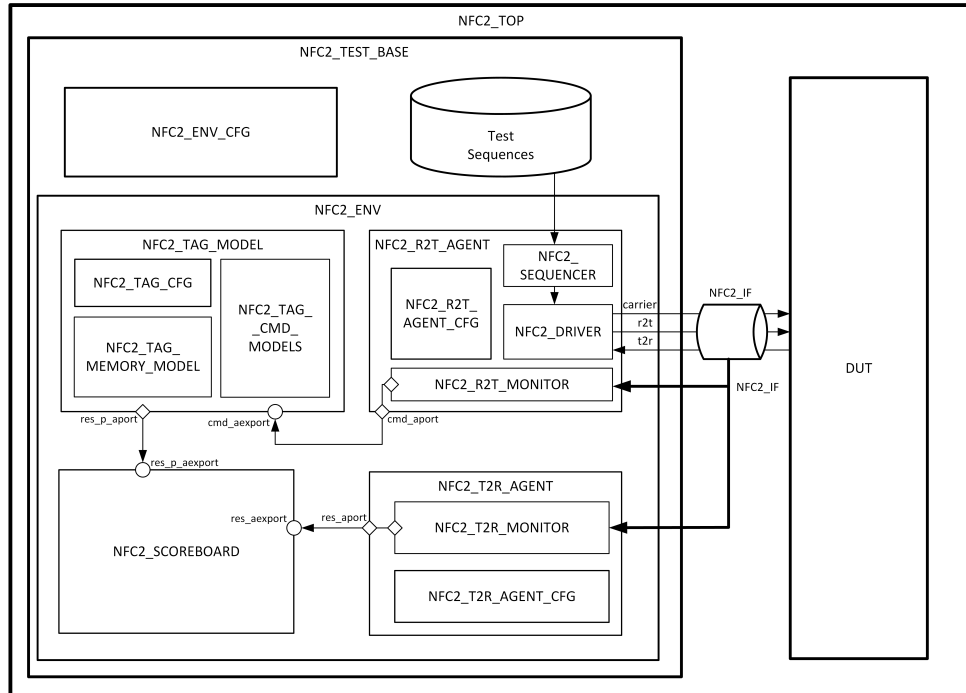 NFC2_TOP
NFC2_TEST_BASE
NFC2_ENV_CFG
Test
Sequences
NFC2_ENV
NFC2_TAG_MODEL
NFC2_TAG_CFG
NFC2_TAG_
MEMORY_MODEL
NFC2_TAG_
_CMD_
MODELS
NFC2_R2T_AGENT
NFC2_
SEQUENCER
NFC2_R2T_
AGENT_CFG
NFC2_DRIVER
NFC2_R2T_MONITOR
carrier
r2t
t2r
NFC2_IF
NFC2_IF
DUT
res_p_aport
cmd_aexport
cmd_aport
res_p_aexport
NFC2_SCOREBOARD
res_aexport
res_aport
NFC2_T2R_AGENT
NFC2_T2R_MONITOR
NFC2_T2R_AGENT_CFG